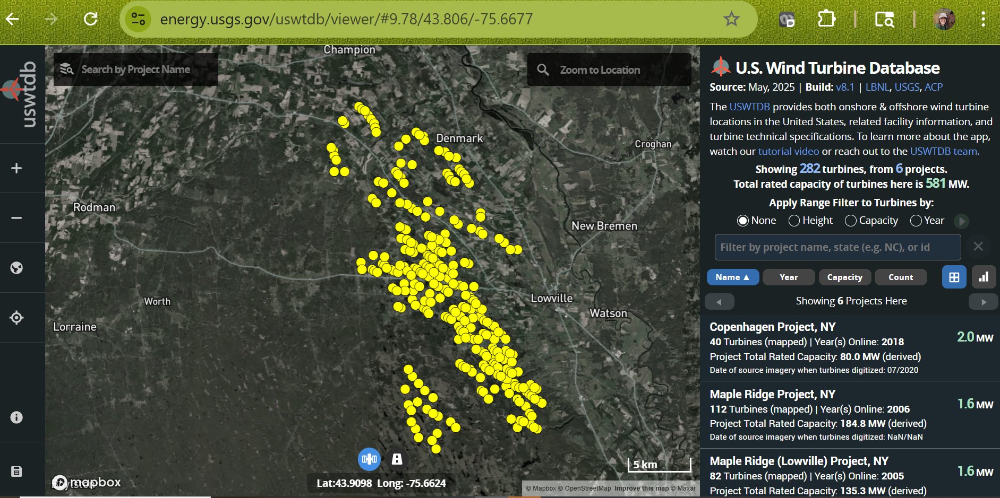 energy.usgs.gov/uswtdb/viewer/#9.78/43.806/-75.6677
uswtdb
Search by Project Name
Zoom to Location
Champion
Denmark
Croghan
Rodman
New Bremen
Worth
Lowville
Watson
Lorraine
5 km
mapbox
Lat:43.9098 Long: -75.6624
© Mapbox © OpenStreetMap Improve this map © Maxar
U.S. Wind Turbine Database
Source: May, 2025 | Build: v8.1 | LBNL, USGS, ACP
The USWTDB provides both onshore & offshore wind turbine
locations in the United States, related facility information, and
turbine technical specifications. To learn more about the app,
watch our tutorial video or reach out to the USWTDB team.
Showing 282 turbines, from 6 projects.
Total rated capacity of turbines here is 581 MW.
Apply Range Filter to Turbines by:
None Height Capacity Year
Filter by project name, state (e.g. NC), or id
Name ▲ Year Capacity Count
Showing 6 Projects Here
Copenhagen Project, NY
2.0 MW
40 Turbines (mapped) | Year(s) Online: 2018
Project Total Rated Capacity: 80.0 MW (derived)
Date of source imagery when turbines digitized: 07/2020
Maple Ridge Project, NY
1.6 MW
112 Turbines (mapped) | Year(s) Online: 2006
Project Total Rated Capacity: 184.8 MW (derived)
Date of source imagery when turbines digitized: NaN/NaN
Maple Ridge (Lowville) Project, NY
1.6 MW
82 Turbines (mapped) | Year(s) Online: 2005
Project Total Rated Capacity: 135.3 MW (derived)